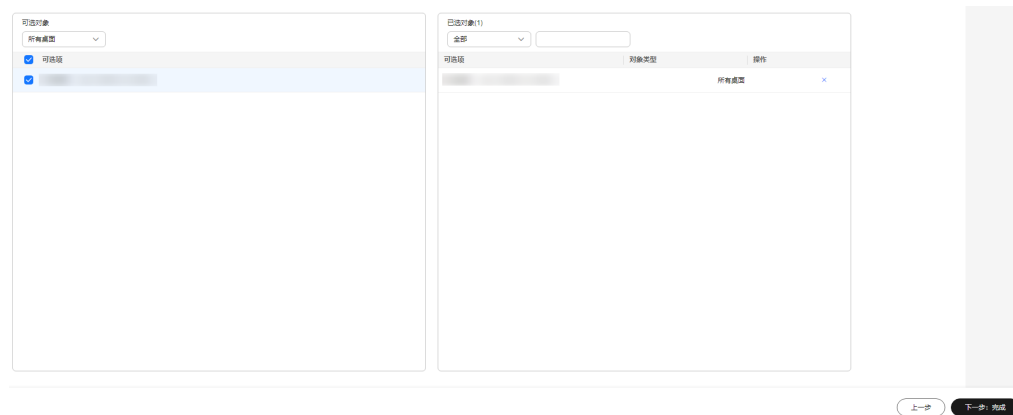 可选对象
所有桌面
可选项
已选对象(1)
全部
可选项 对象类型 操作
所有桌面 ×
上一步
下一步：完成